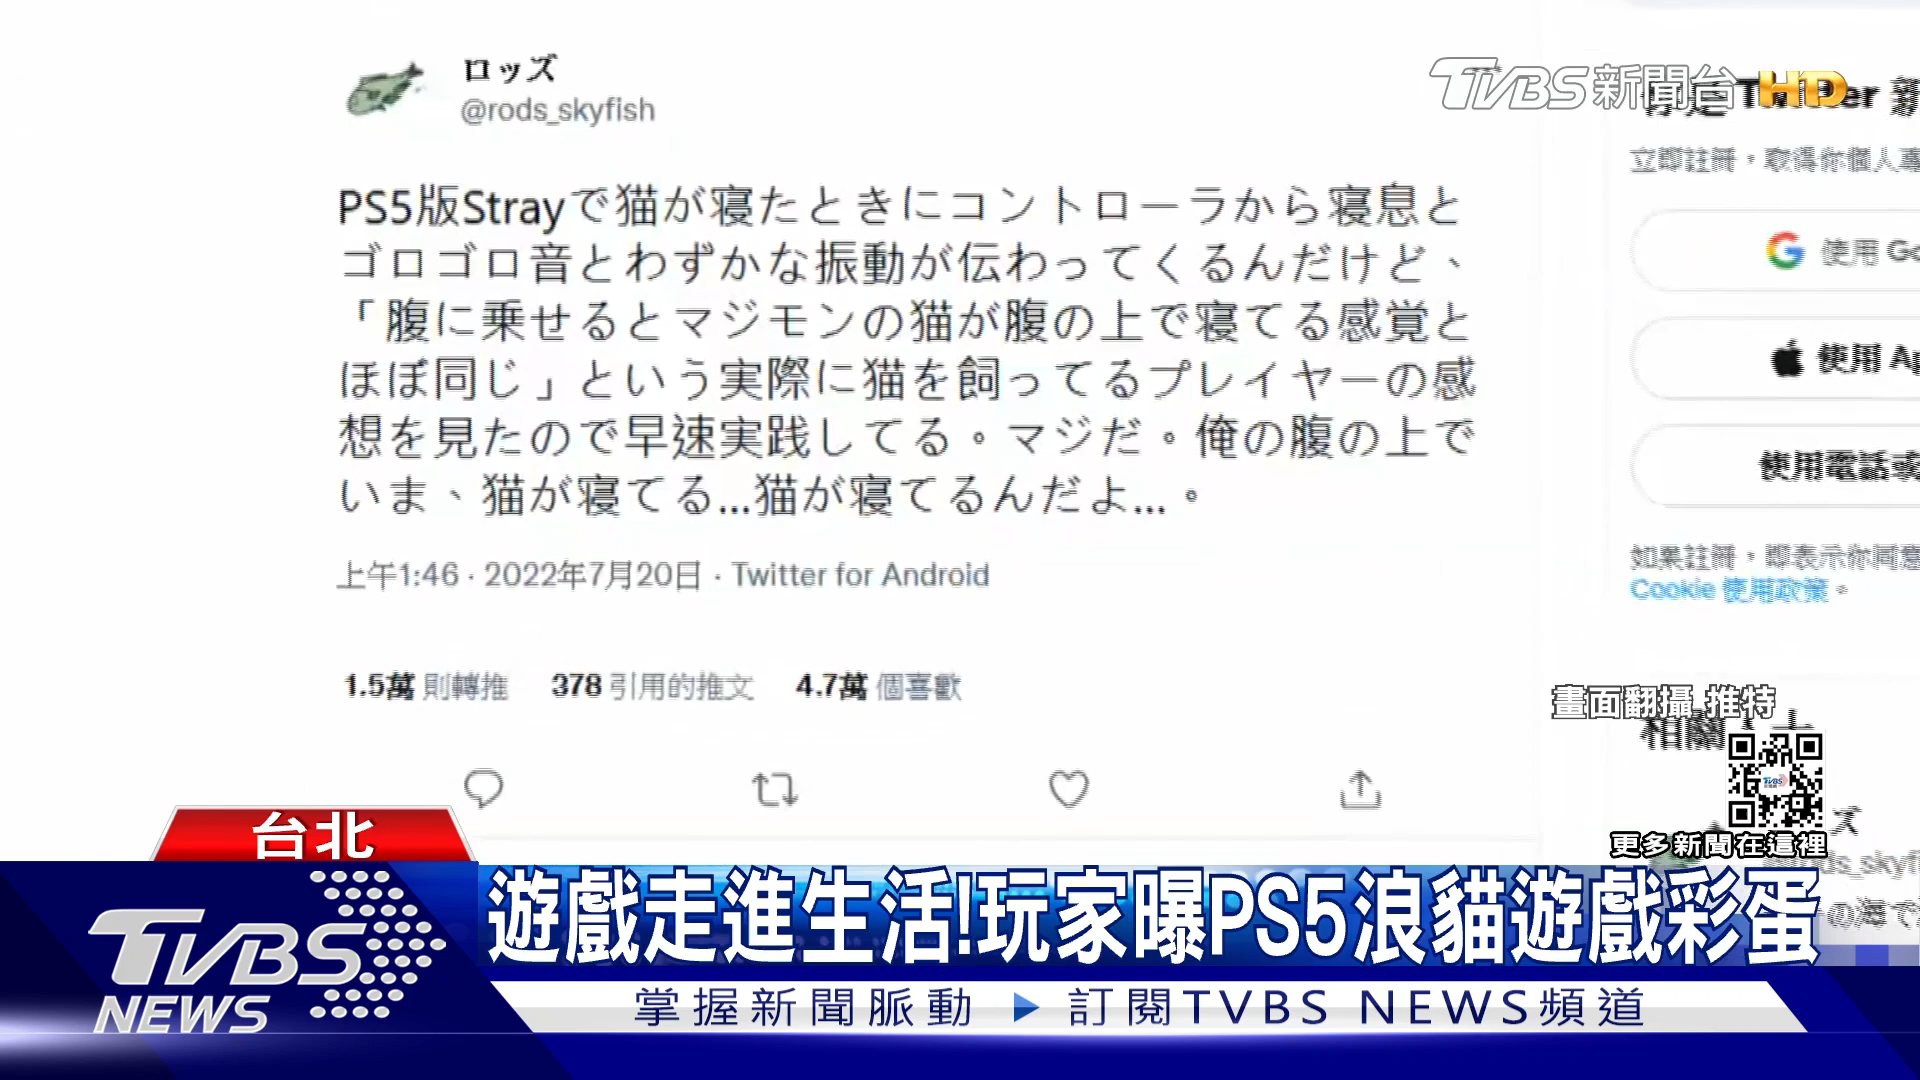 ロッズ
@rods_skyfish
PS5版Strayで猫が寝たときにコントローラから寝息と
ゴロゴロ音とわずかな振動が伝わってくるんだけど、
「腹に乗せるとマジモンの猫が腹の上で寝てる感覚と
ほぼ同じ」という実際に猫を飼ってるプレイヤーの感
想を見たので早速実践してる。マジだ。俺の腹の上で
いま、猫が寝てる...猫が寝てるんだよ...。
上午1:46 · 2022年7月20日 · Twitter for Android
1.5萬 則轉推 378 引用的推文 4.7萬 個喜歡
TVBS新聞台HD
立即註冊，取得你個人專
使用 Go
使用 Ap
使用電話或
如果註冊，即表示你同意
Cookie 使用政策。
畫面翻攝 推特
TVBS
更多新聞在這裡
台北
遊戲走進生活!玩家曝PS5浪貓遊戲彩蛋
TVBS
NEWS
掌握新聞脈動 ▶ 訂閱TVBS NEWS頻道